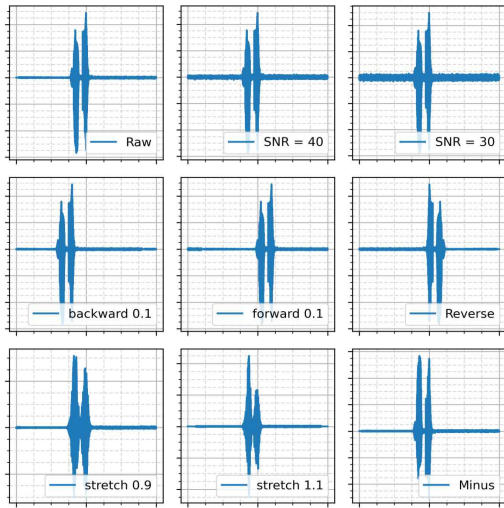 Raw
SNR = 40
SNR = 30
backward 0.1
forward 0.1
Reverse
stretch 0.9
stretch 1.1
Minus